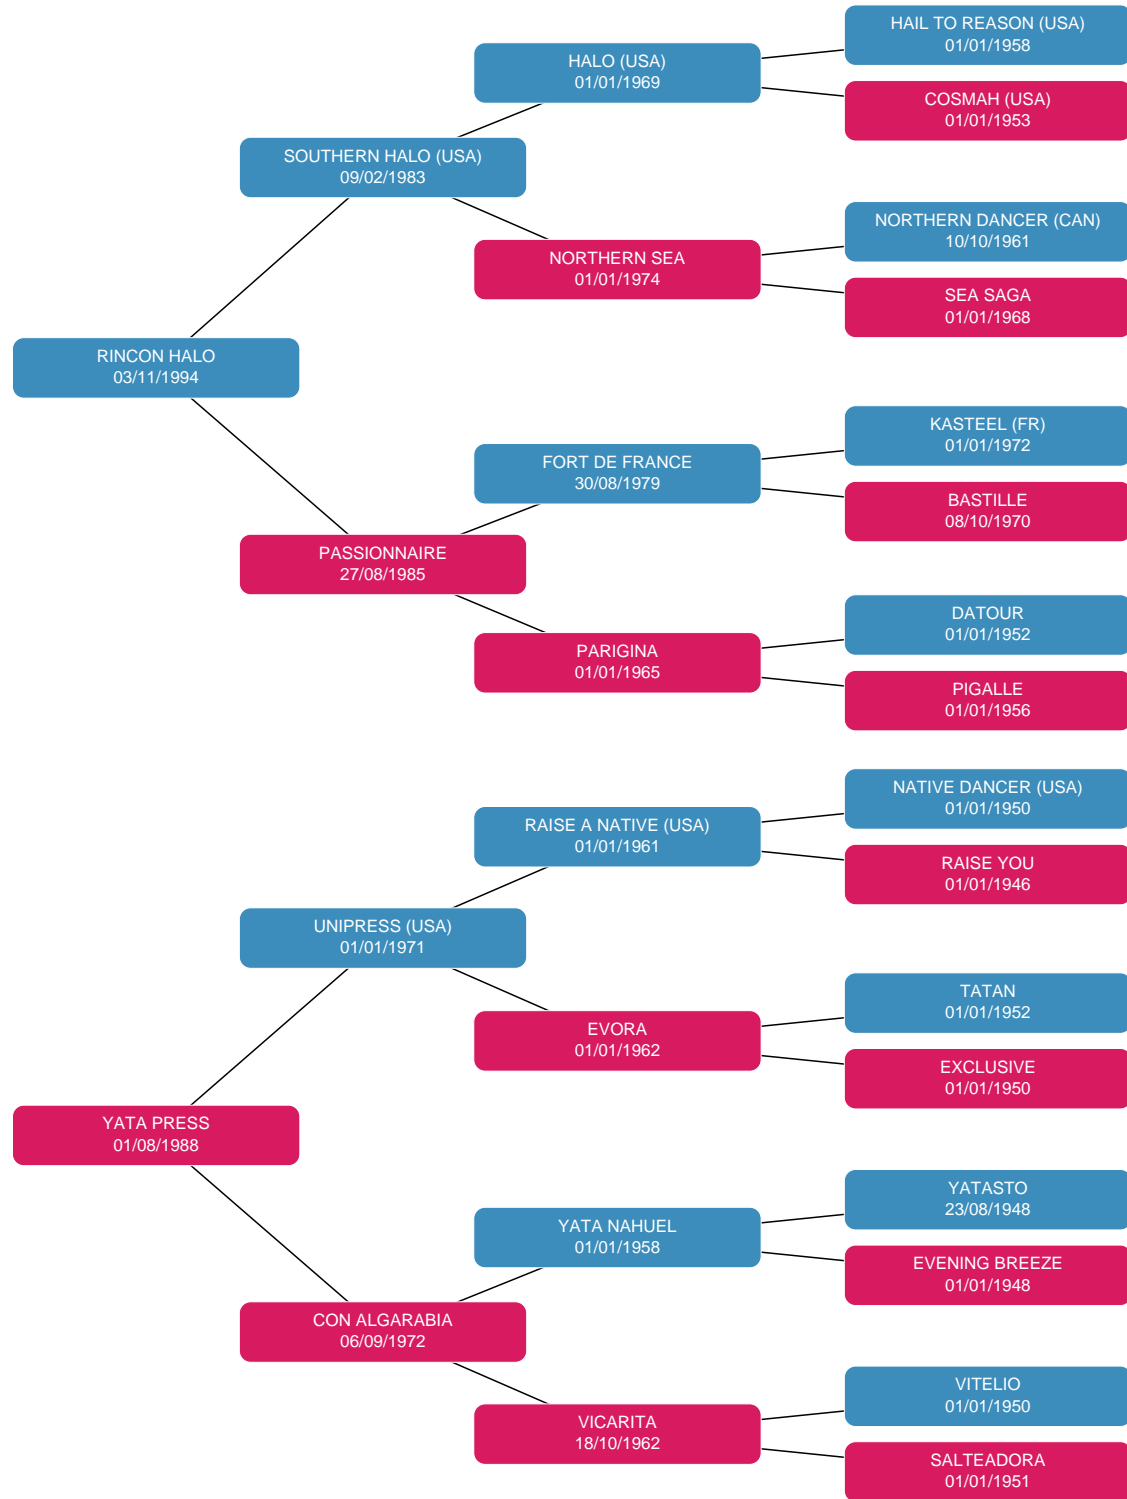 HAIL TO REASON (USA)
01/01/1958
HALO (USA)
01/01/1969
COSMAH (USA)
01/01/1953
SOUTHERN HALO (USA)
09/02/1983
NORTHERN DANCER (CAN)
10/10/1961
NORTHERN SEA
01/01/1974
SEA SAGA
01/01/1968
RINCON HALO
03/11/1994
KASTEEL (FR)
01/01/1972
FORT DE FRANCE
30/08/1979
BASTILLE
08/10/1970
PASSIONNAIRE
27/08/1985
DATOUR
01/01/1952
PARIGINA
01/01/1965
PIGALLE
01/01/1956
NATIVE DANCER (USA)
01/01/1950
RAISE A NATIVE (USA)
01/01/1961
RAISE YOU
01/01/1946
UNIPRESS (USA)
01/01/1971
TATAN
01/01/1952
EVORA
01/01/1962
EXCLUSIVE
01/01/1950
YATA PRESS
01/08/1988
YATASTO
23/08/1948
YATA NAHUEL
01/01/1958
EVENING BREEZE
01/01/1948
CON ALGARABIA
06/09/1972
VITELIO
01/01/1950
VICARITA
18/10/1962
SALTEADORA
01/01/1951